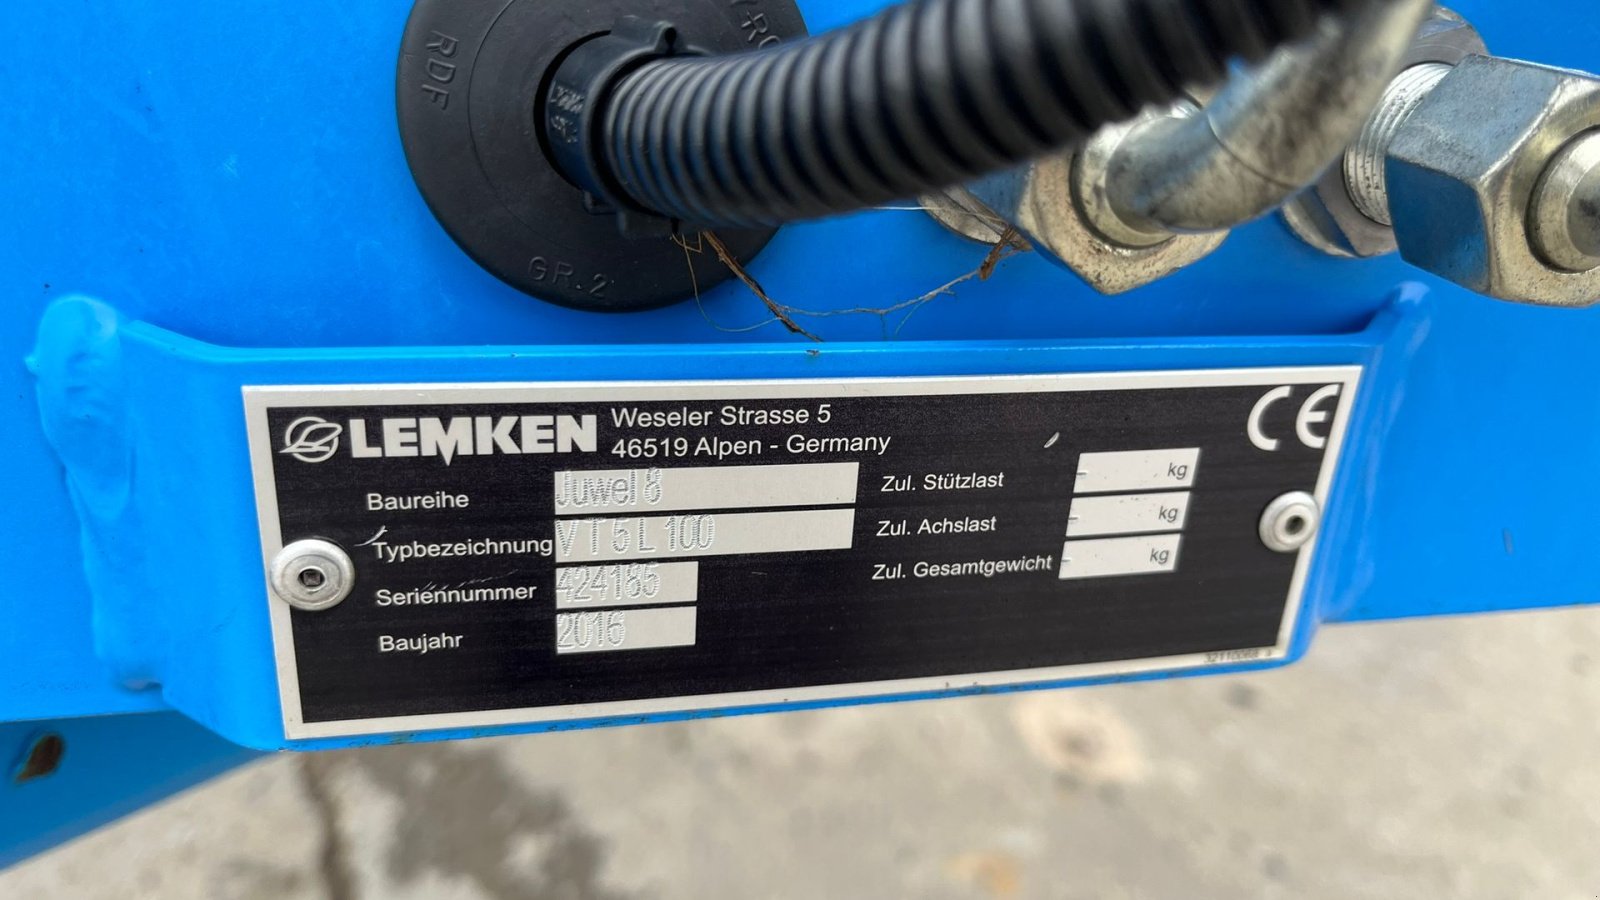 RDF
GR.2
LEMKEN
Weseler Strasse 5
46519 Alpen - Germany
CE
Baureihe Juwel 8
Typbezeichnung V T 5 L 100
Seriennummer 424185
Baujahr 2016
Zul. Stützlast - kg
Zul. Achslast - kg
Zul. Gesamtgewicht - kg